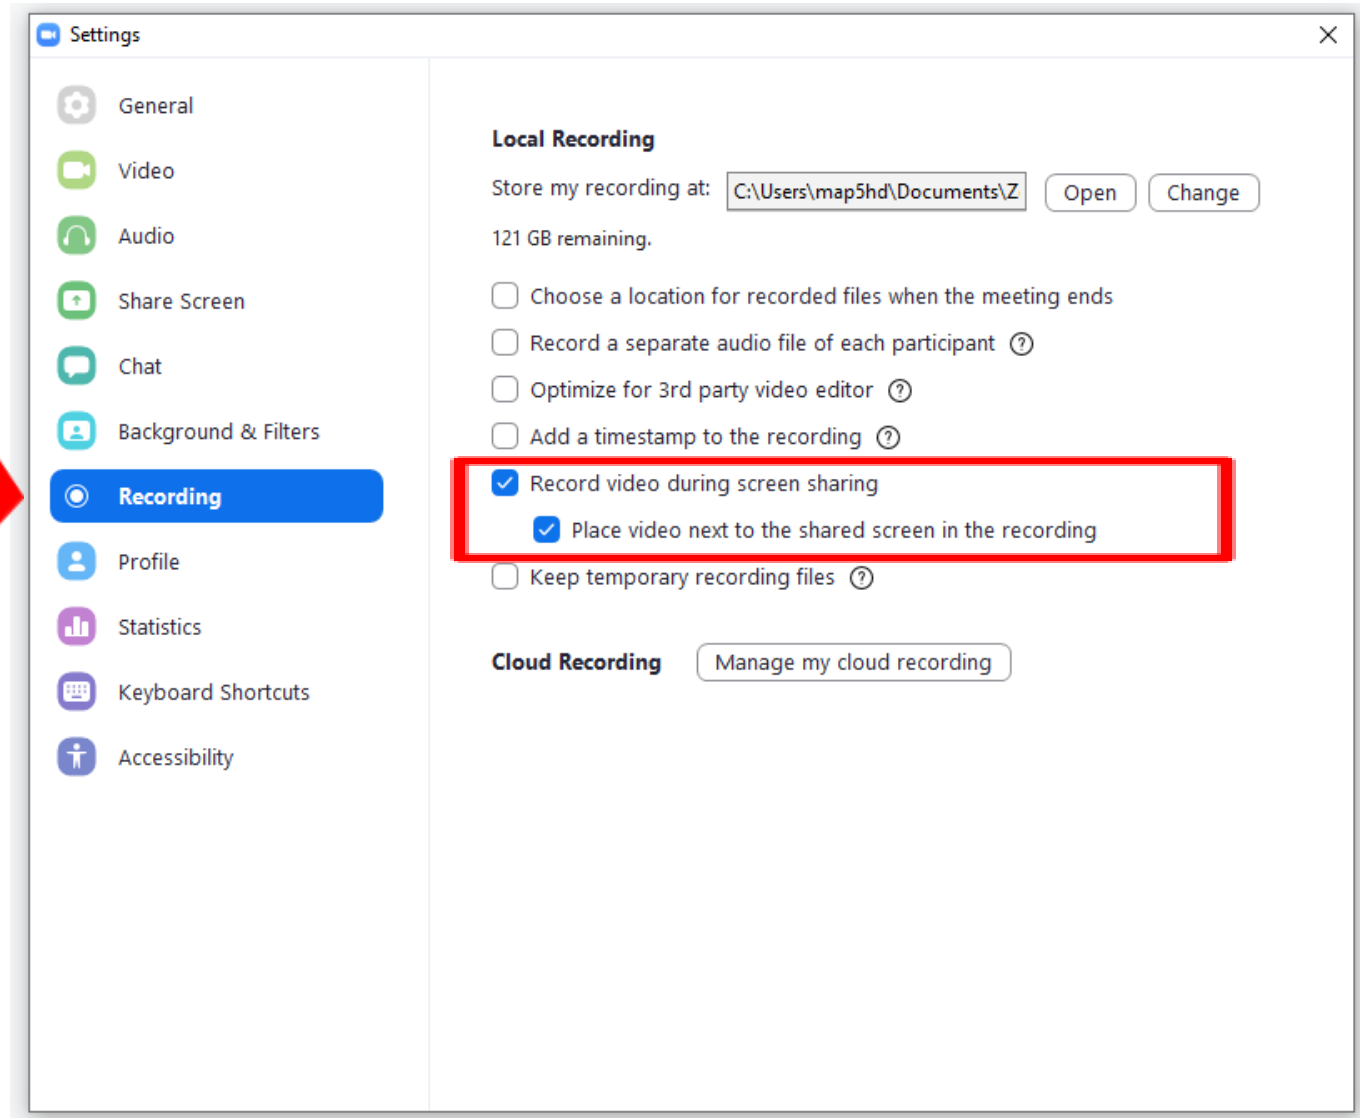 Settings
General
Video
Audio
Share Screen
Chat
Background & Filters
Recording
Profile
Statistics
Keyboard Shortcuts
Accessibility
Local Recording
Store my recording at: C:\Users\map5hd\Documents\Z Open Change
121 GB remaining.
Choose a location for recorded files when the meeting ends
Record a separate audio file of each participant ?
Optimize for 3rd party video editor ?
Add a timestamp to the recording ?
Record video during screen sharing
Place video next to the shared screen in the recording
Keep temporary recording files ?
Cloud Recording Manage my cloud recording